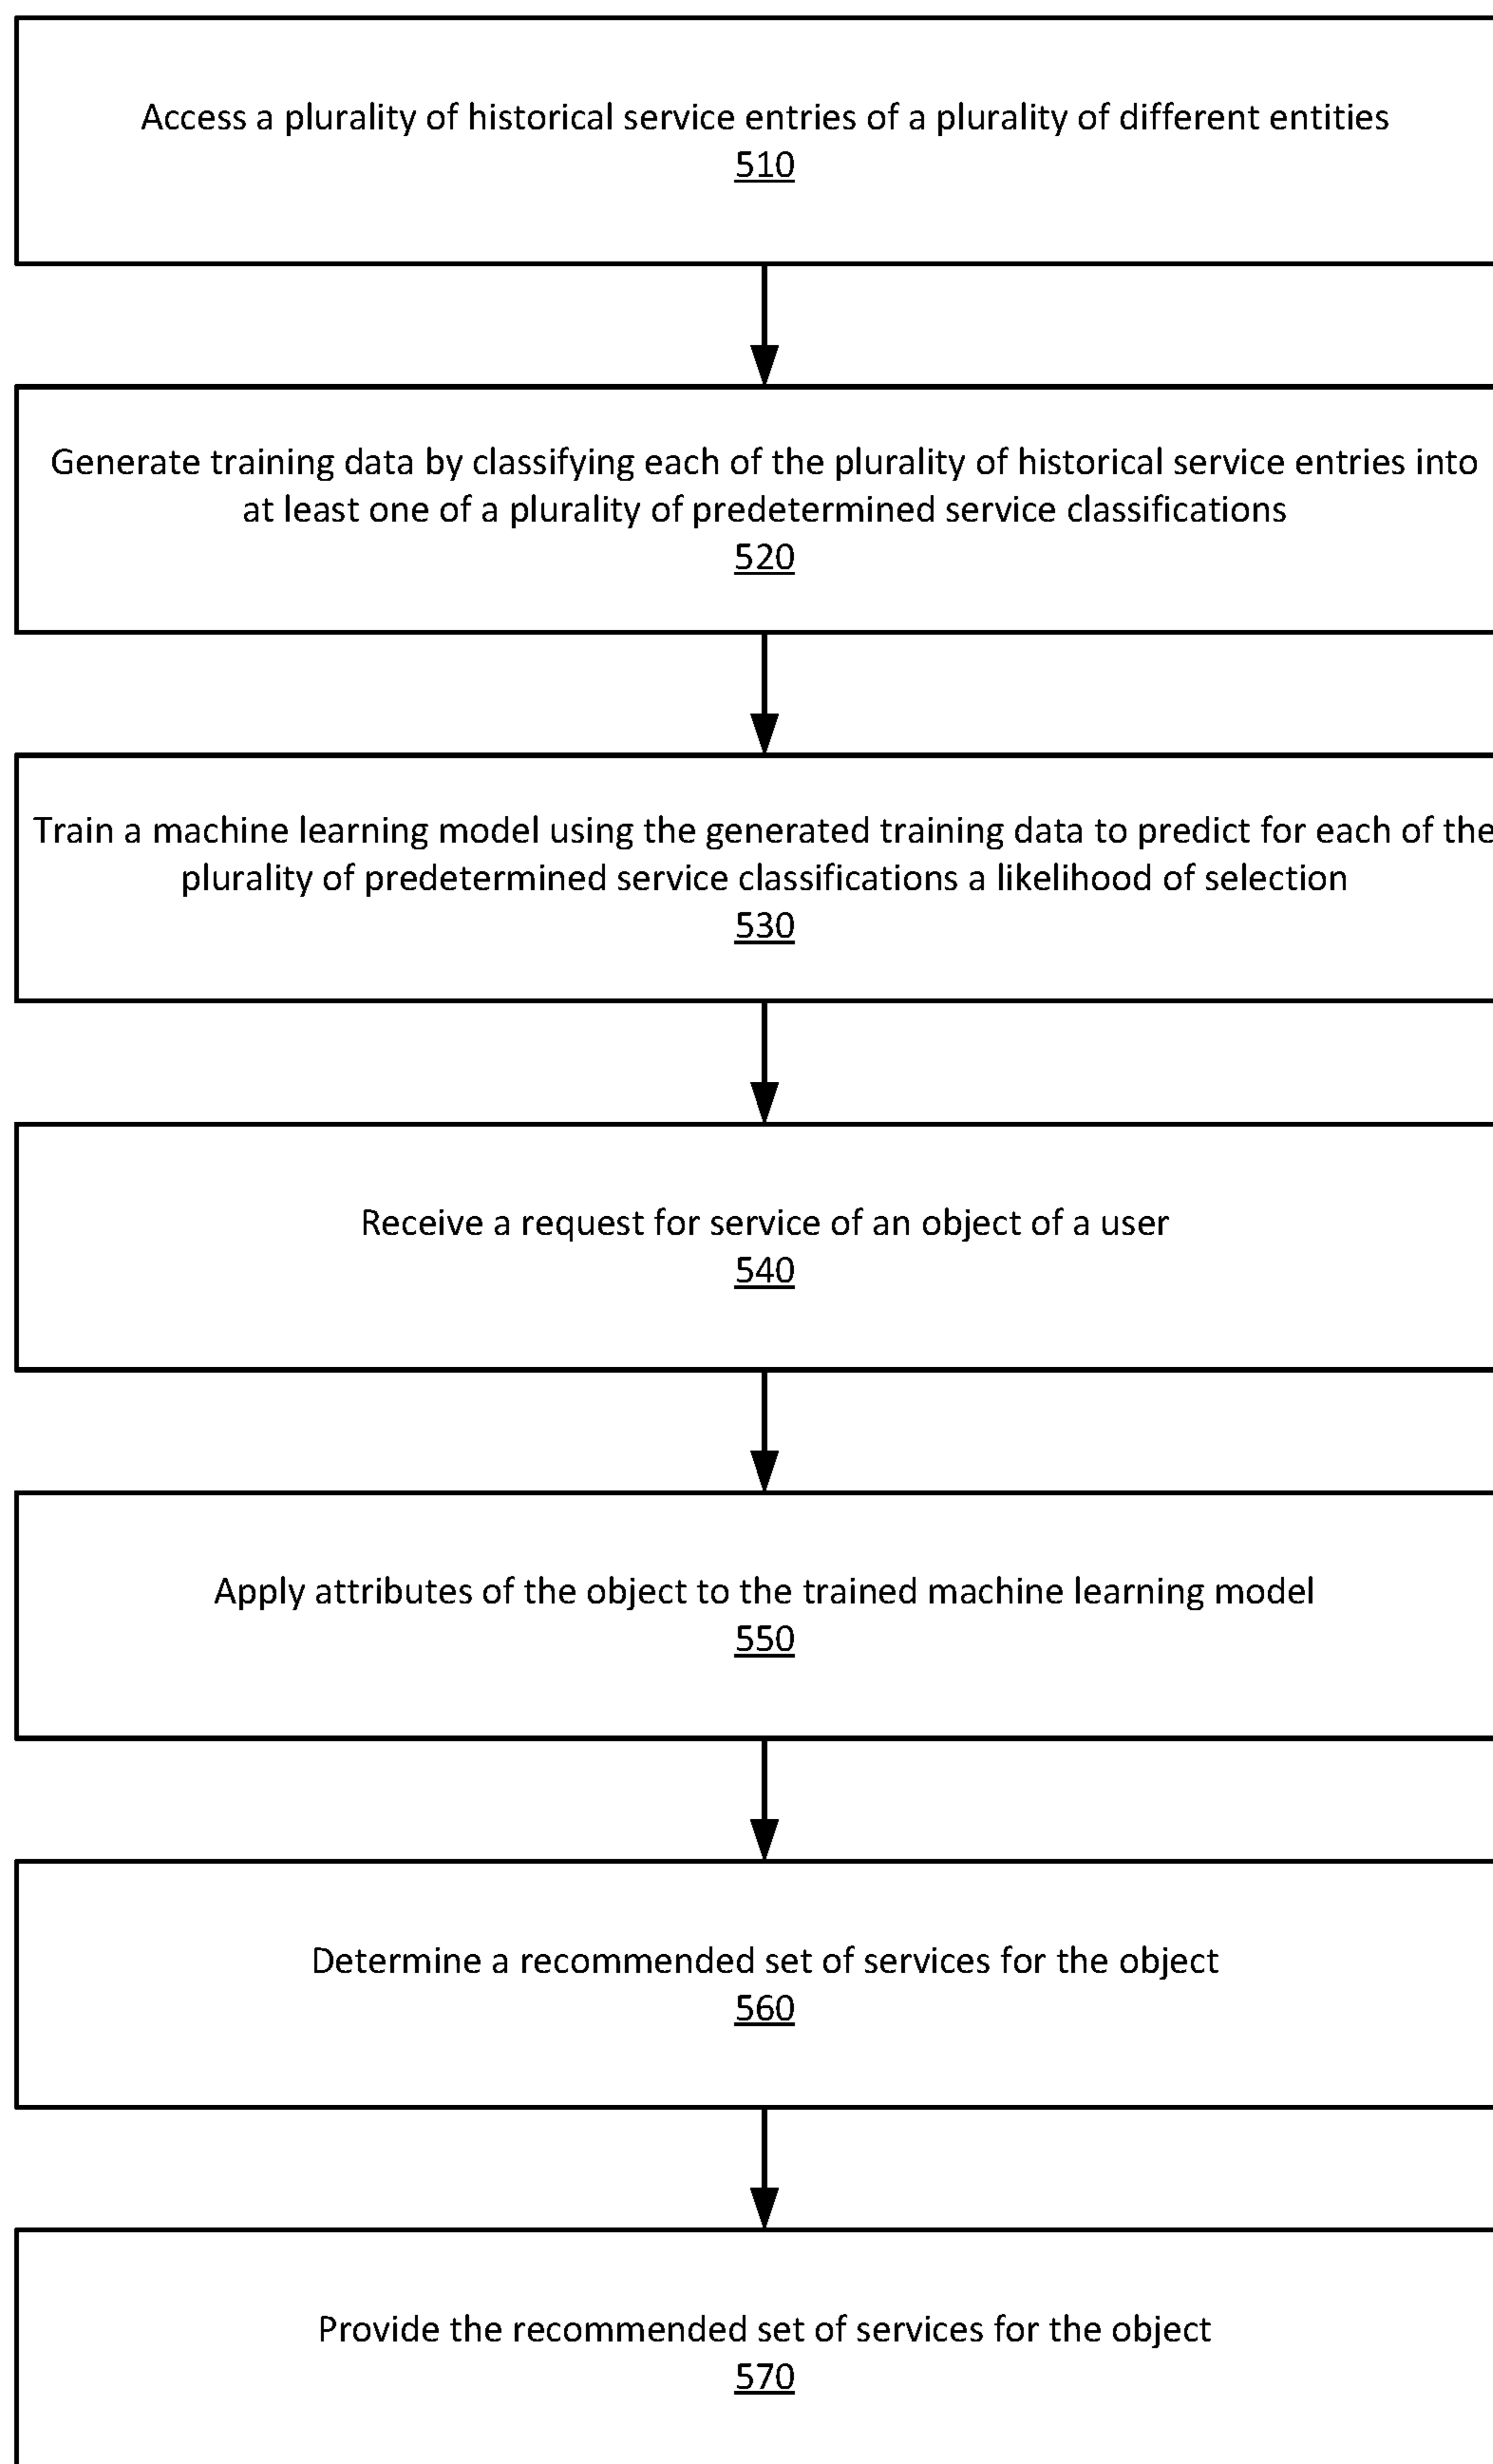 Access a plurality of historical service entries of a plurality of different entities
510
Generate training data by classifying each of the plurality of historical service entries into
at least one of a plurality of predetermined service classifications
520
Train a machine learning model using the generated training data to predict for each of the
plurality of predetermined service classifications a likelihood of selection
530
Receive a request for service of an object of a user
540
Apply attributes of the object to the trained machine learning model
550
Determine a recommended set of services for the object
560
Provide the recommended set of services for the object
570